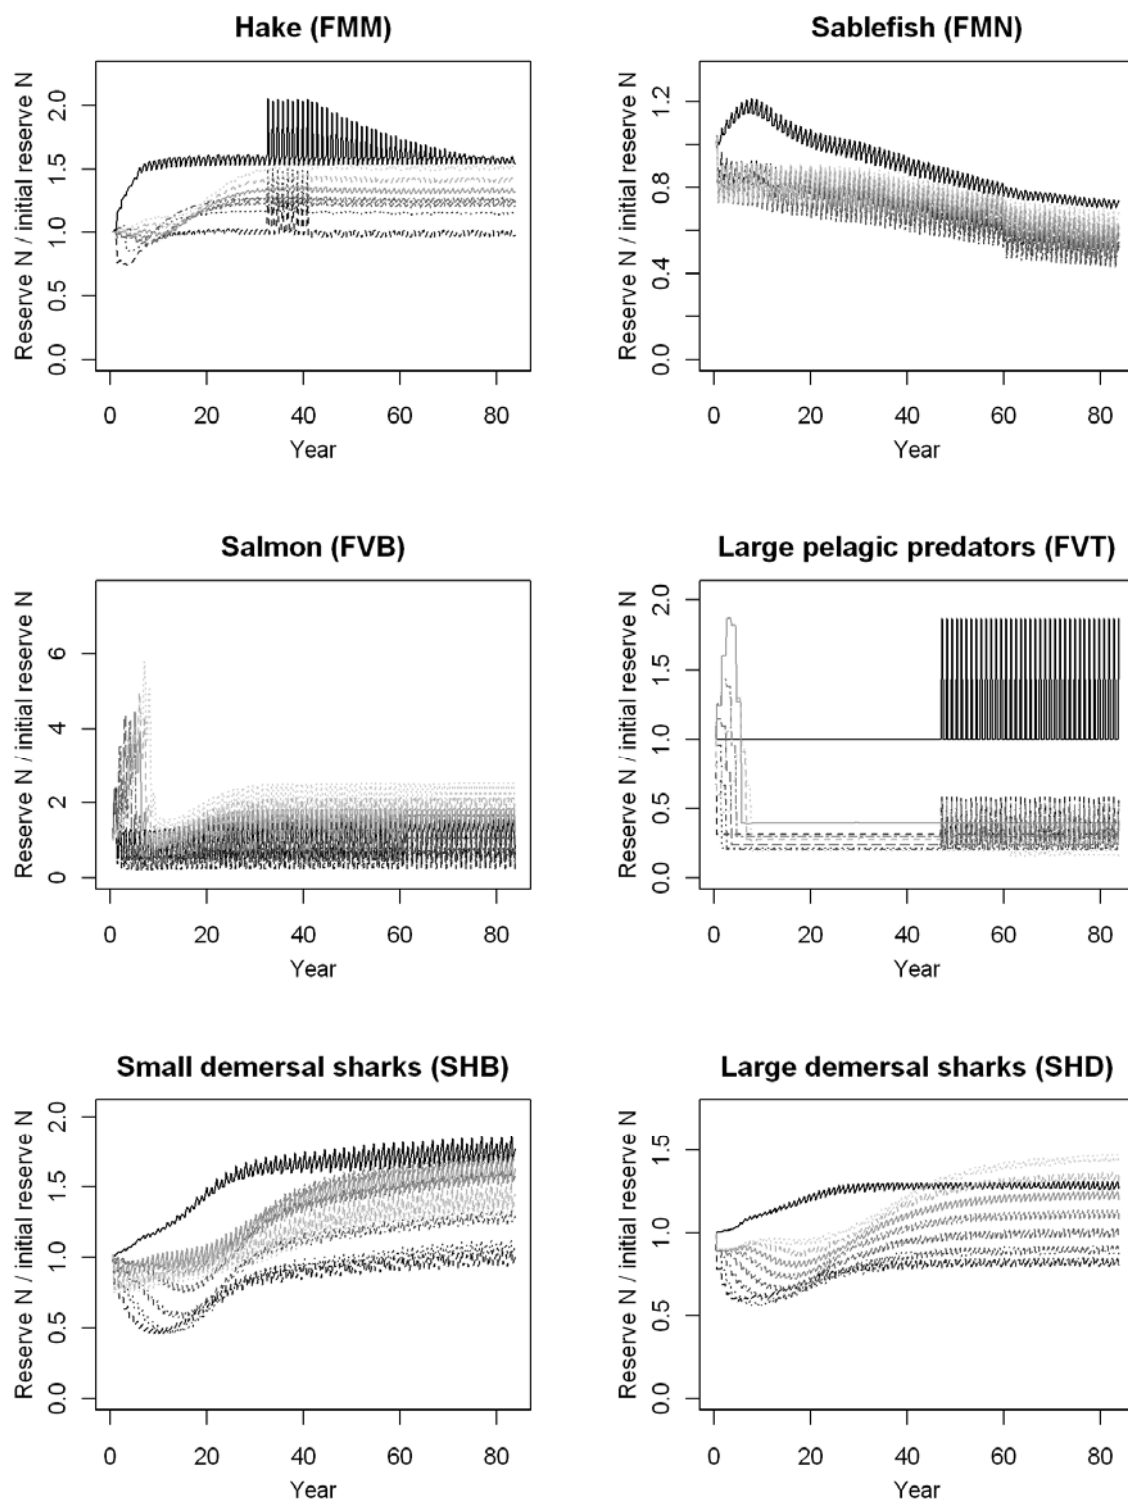 Hake (FMM)
Reserve N / initial reserve N
0.0 0.5 1.0 1.5 2.0
0 20 40 60 80
Year
Sablefish (FMN)
Reserve N / initial reserve N
0.0 0.4 0.8 1.2
0 20 40 60 80
Year
Salmon (FVB)
Reserve N / initial reserve N
0 2 4 6
0 20 40 60 80
Year
Large pelagic predators (FVT)
Reserve N / initial reserve N
0.0 0.5 1.0 1.5 2.0
0 20 40 60 80
Year
Small demersal sharks (SHB)
Reserve N / initial reserve N
0.0 0.5 1.0 1.5 2.0
0 20 40 60 80
Year
Large demersal sharks (SHD)
Reserve N / initial reserve N
0.0 0.5 1.0 1.5
0 20 40 60 80
Year